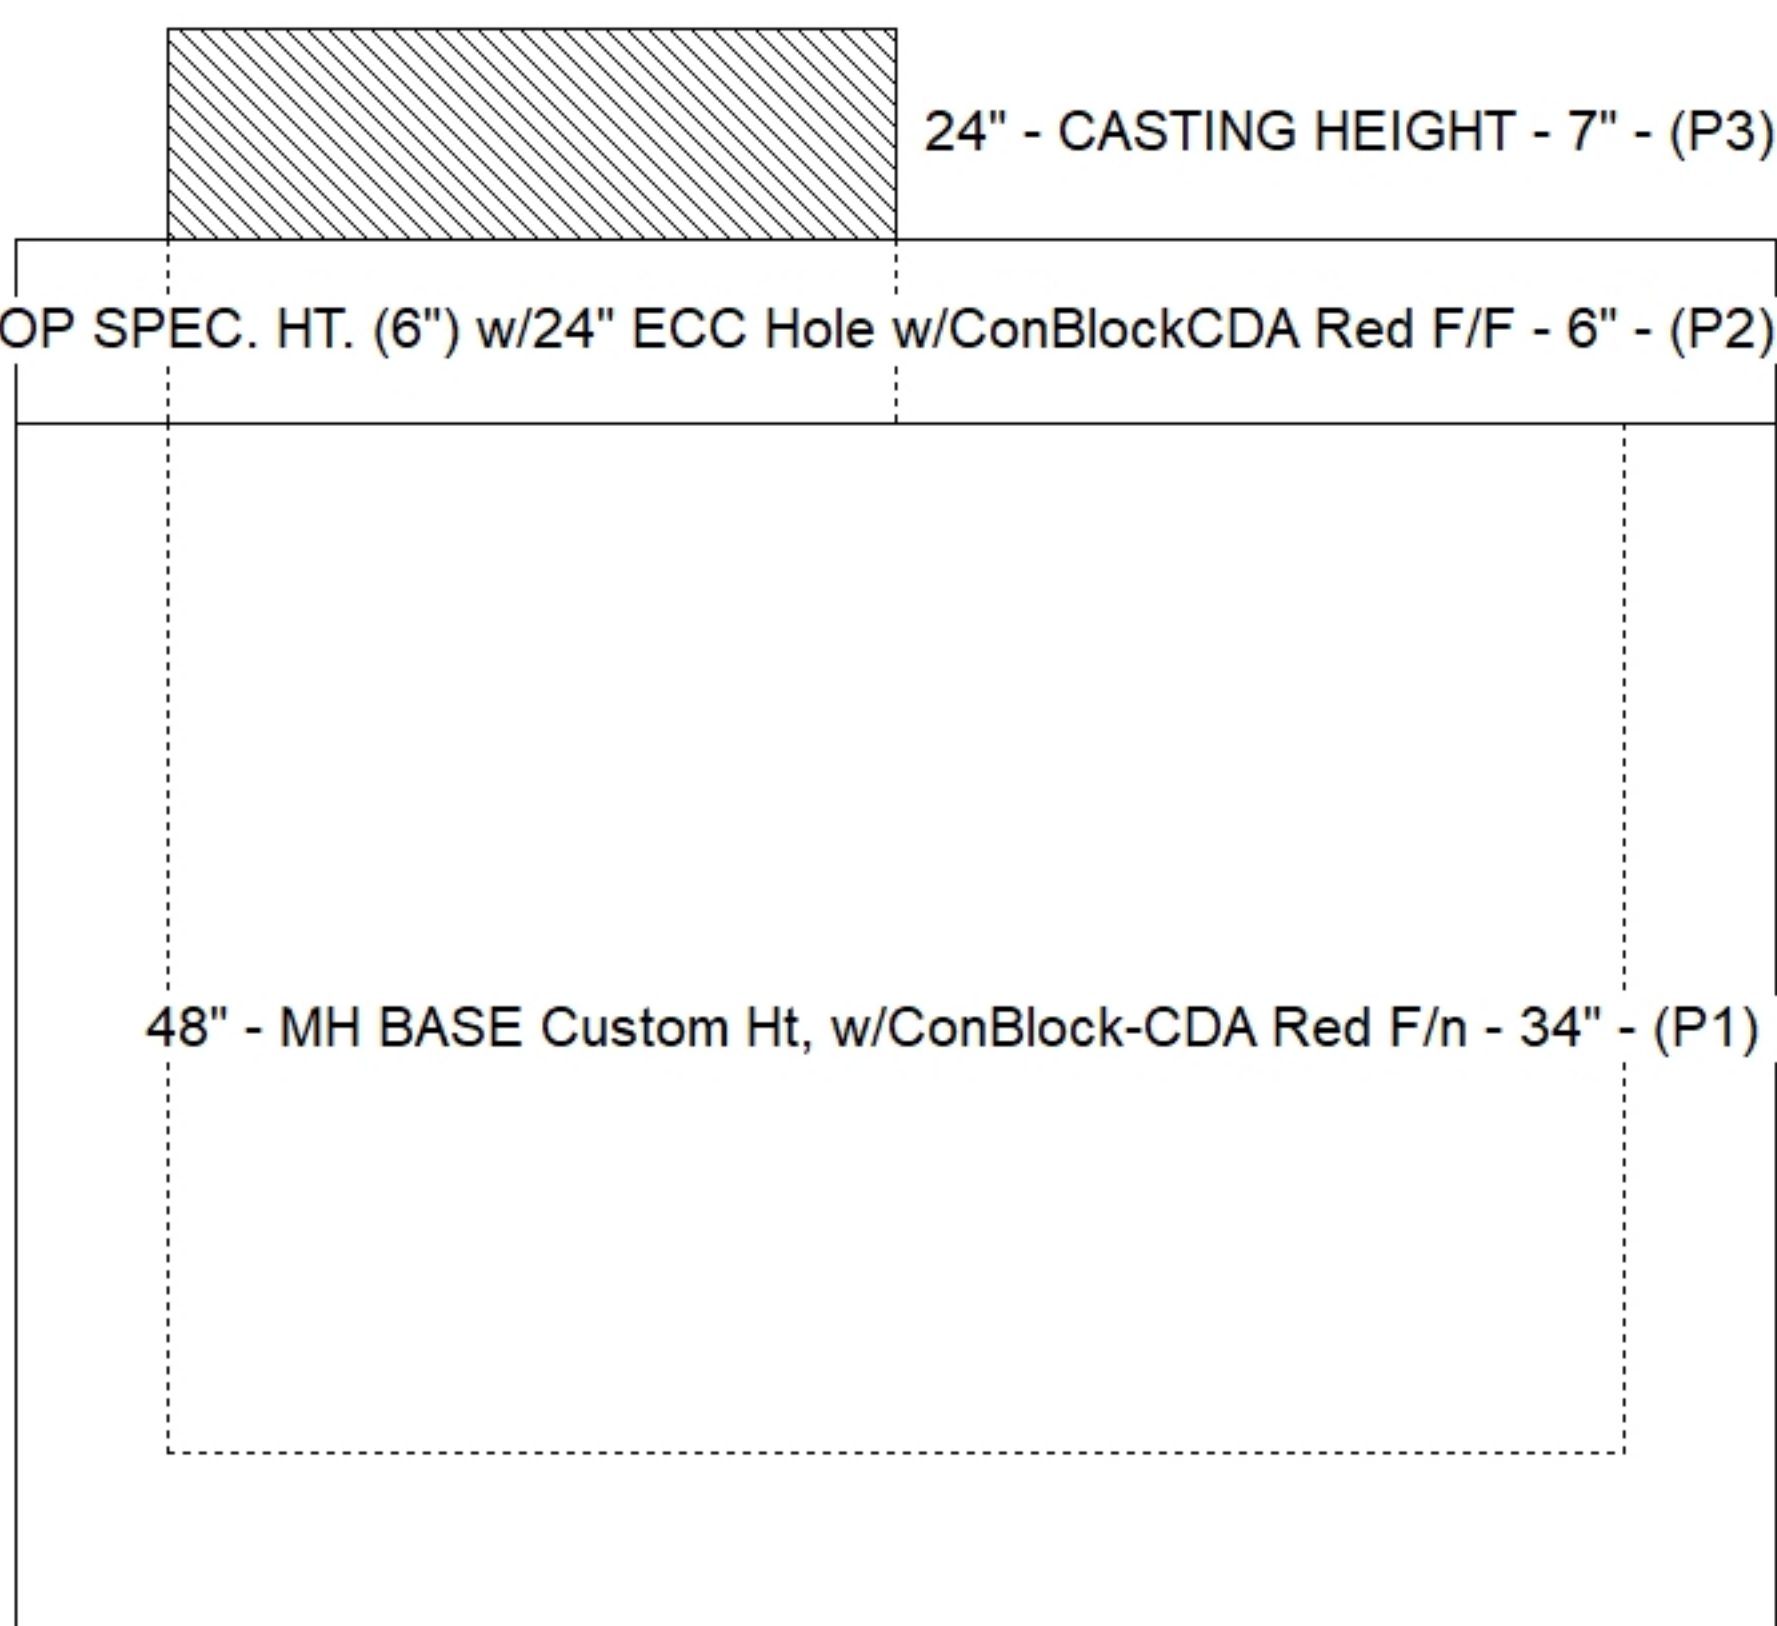 24" - CASTING HEIGHT - 7" - (P3)
OP SPEC. HT. (6") w/24" ECC Hole w/ConBlockCDA Red F/F - 6" - (P2)
48" - MH BASE Custom Ht, w/ConBlock-CDA Red F/n - 34" - (P1)